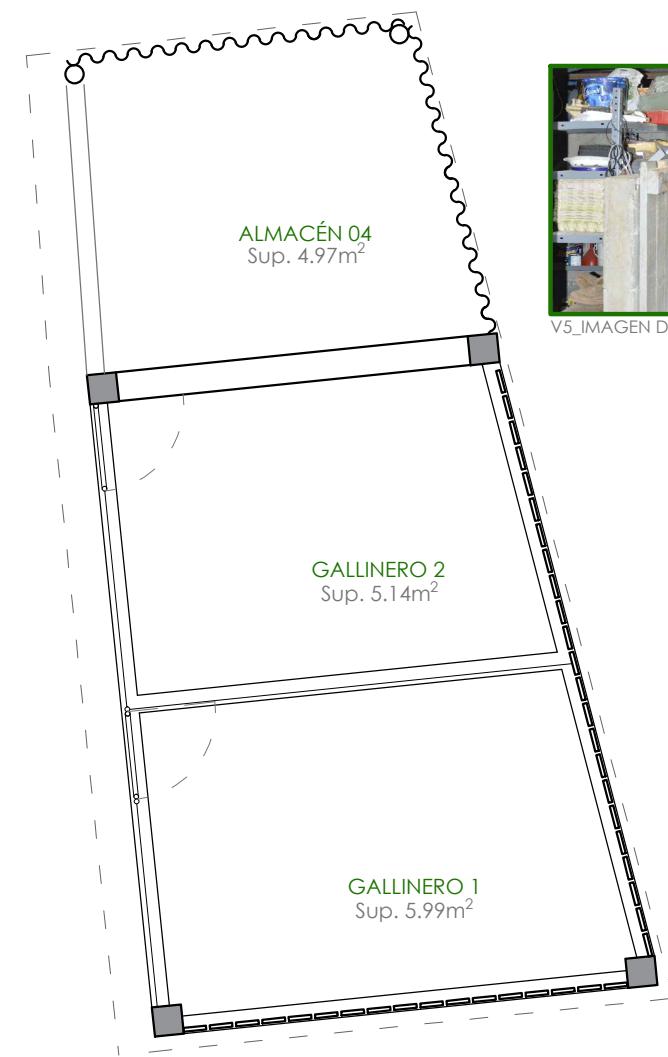 ALMACÉN 04
Sup. 4.97m²
V5_IMAGEN D
GALLINERO 2
Sup. 5.14m²
GALLINERO 1
Sup. 5.99m²